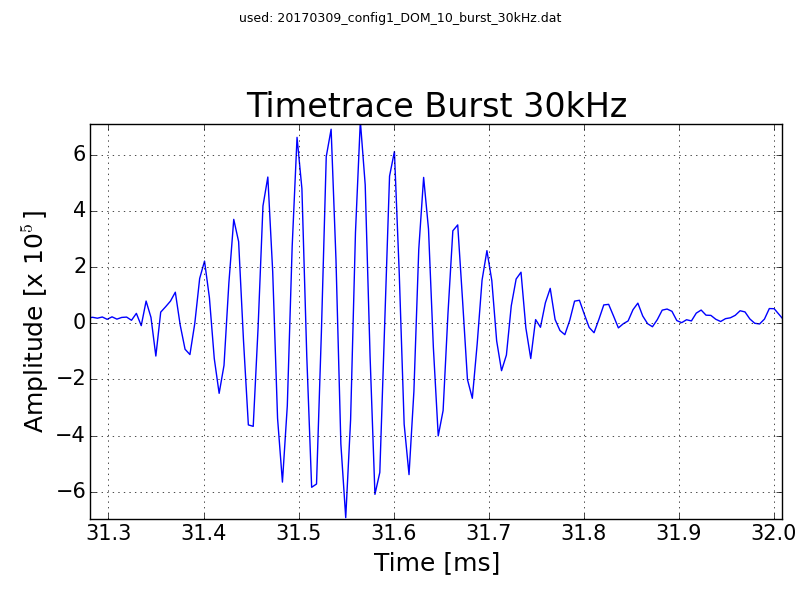 used: 20170309_config1_DOM_10_burst_30kHz.dat
Timetrace Burst 30kHz
Amplitude [x 10⁵]
6
4
2
0
−2
−4
−6
31.3 31.4 31.5 31.6 31.7 31.8 31.9 32.0
Time [ms]